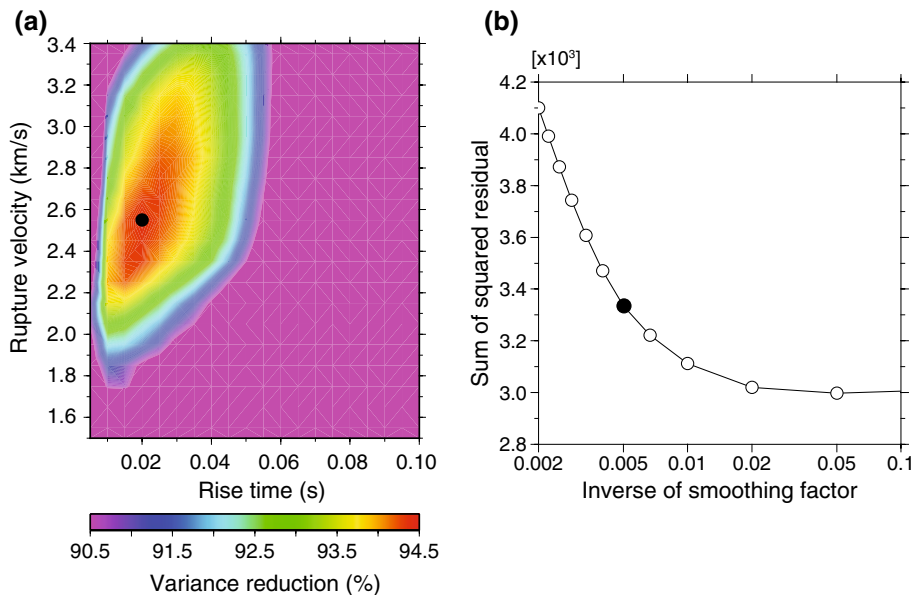 (a)
Rupture velocity (km/s)
3.4
3.2
3.0
2.8
2.6
2.4
2.2
2.0
1.8
1.6
0.02 0.04 0.06 0.08 0.10
Rise time (s)
90.5 91.5 92.5 93.5 94.5
Variance reduction (%)
(b)
[x10³]
Sum of squared residual
4.2
4.0
3.8
3.6
3.4
3.2
3.0
2.8
0.002 0.005 0.01 0.02 0.05 0.1
Inverse of smoothing factor